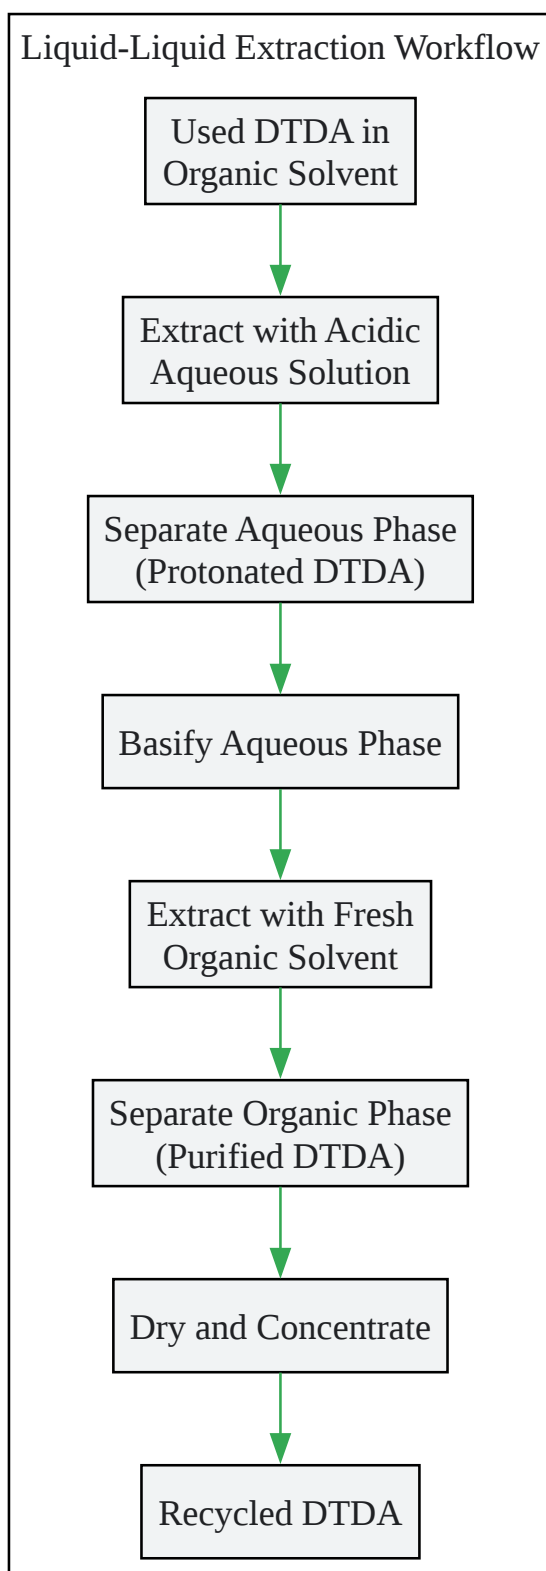 Liquid-Liquid Extraction Workflow
Used DTDA in
Organic Solvent
Extract with Acidic
Aqueous Solution
Separate Aqueous Phase
(Protonated DTDA)
Basify Aqueous Phase
Extract with Fresh
Organic Solvent
Separate Organic Phase
(Purified DTDA)
Dry and Concentrate
Recycled DTDA